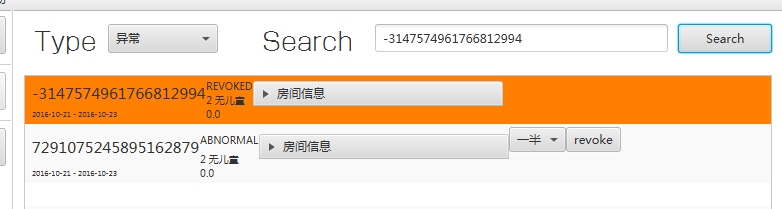 Type
异常
Search
-3147574961766812994
Search
-3147574961766812994
REVOKED
2 无儿童
0.0
房间信息
2016-10-21 - 2016-10-23
7291075245895162879
ABNORMAL
2 无儿童
0.0
房间信息
一半
revoke
2016-10-21 - 2016-10-23